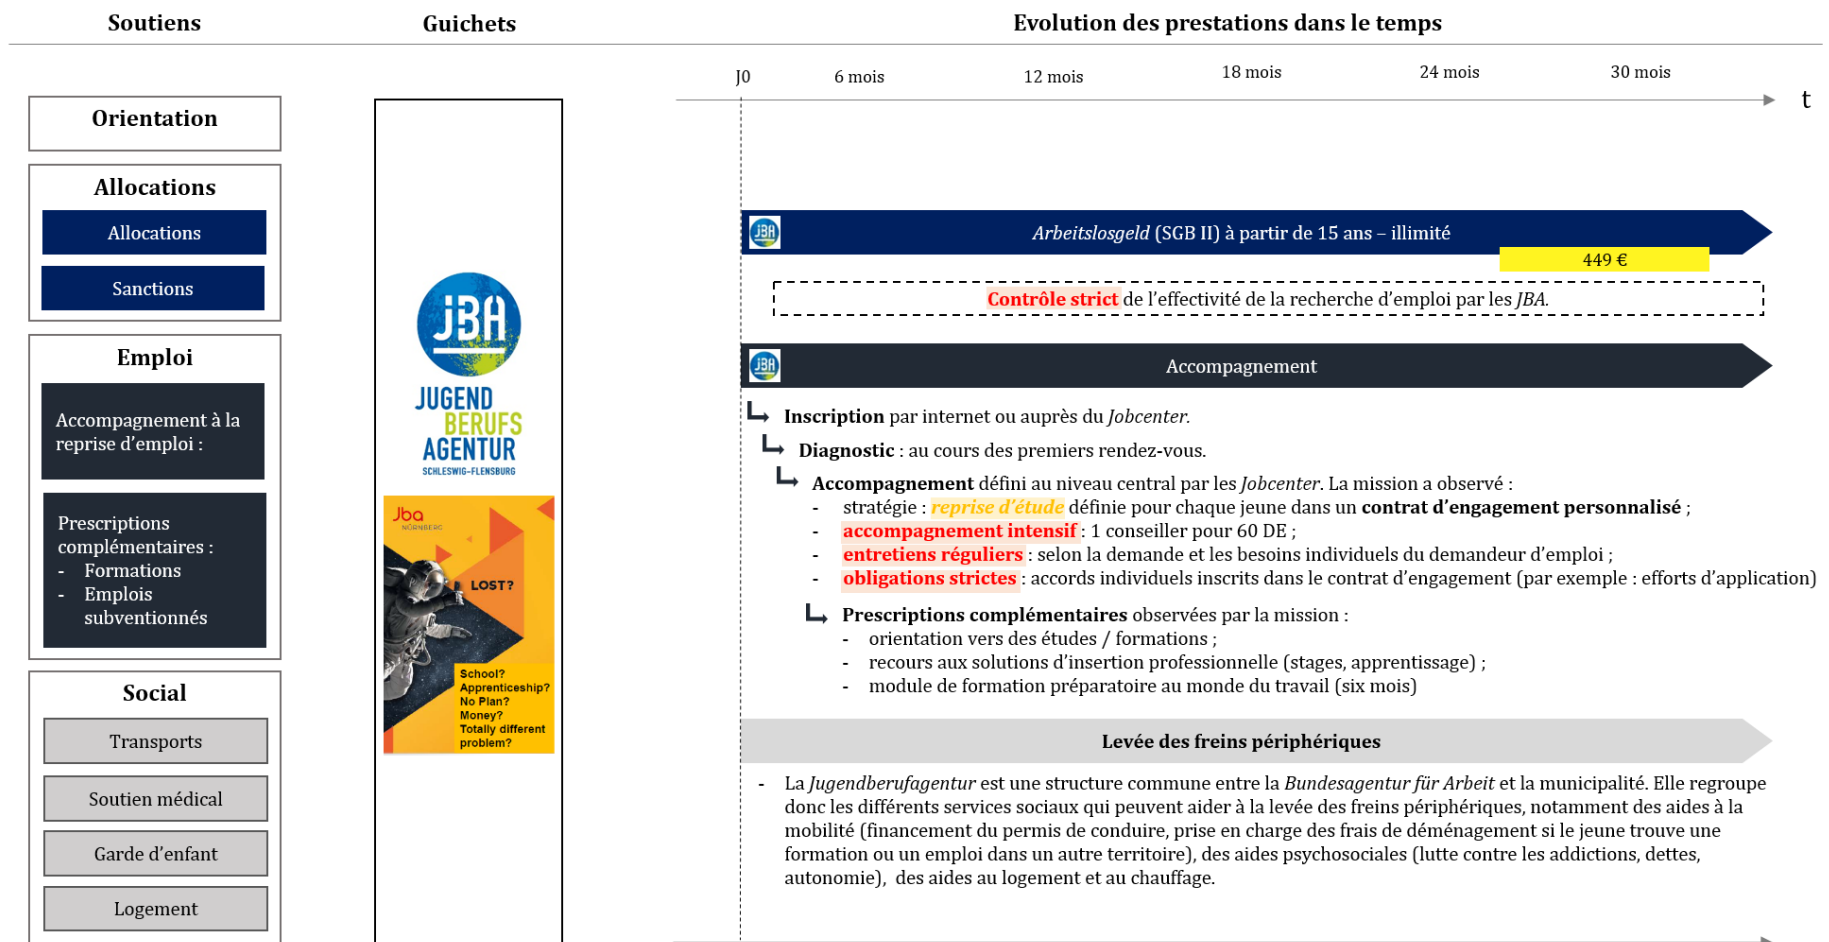 Soutiens
Guichets
Evolution des prestations dans le temps
J0
6 mois
12 mois
18 mois
24 mois
30 mois
t
Orientation
Allocations
Allocations
Sanctions
Emploi
Accompagnement à la
reprise d’emploi :
Prescriptions
complémentaires :
- Formations
- Emplois
subventionnés
Social
Transports
Soutien médical
Garde d’enfant
Logement
JBA
JUGEND
BERUFS
AGENTUR
SCHLESWIG-FLENSBURG
Jba
NÜRNBERG
LOST?
School?
Apprenticeship?
No Plan?
Money?
Totally different
problem?
JBA
Arbeitslosgeld (SGB II) à partir de 15 ans – illimité
449 €
Contrôle strict de l’effectivité de la recherche d’emploi par les JBA.
JBA
Accompagnement
Inscription par internet ou auprès du Jobcenter.
Diagnostic : au cours des premiers rendez-vous.
Accompagnement défini au niveau central par les Jobcenter. La mission a observé :
- stratégie : reprise d’étude définie pour chaque jeune dans un contrat d’engagement personnalisé ;
- accompagnement intensif : 1 conseiller pour 60 DE ;
- entretiens réguliers : selon la demande et les besoins individuels du demandeur d’emploi ;
- obligations strictes : accords individuels inscrits dans le contrat d’engagement (par exemple : efforts d’application)
Prescriptions complémentaires observées par la mission :
- orientation vers des études / formations ;
- recours aux solutions d’insertion professionnelle (stages, apprentissage) ;
- module de formation préparatoire au monde du travail (six mois)
Levée des freins périphériques
- La Jugendberufagentur est une structure commune entre la Bundesagentur für Arbeit et la municipalité. Elle regroupe
donc les différents services sociaux qui peuvent aider à la levée des freins périphériques, notamment des aides à la
mobilité (financement du permis de conduire, prise en charge des frais de déménagement si le jeune trouve une
formation ou un emploi dans un autre territoire), des aides psychosociales (lutte contre les addictions, dettes,
autonomie), des aides au logement et au chauffage.